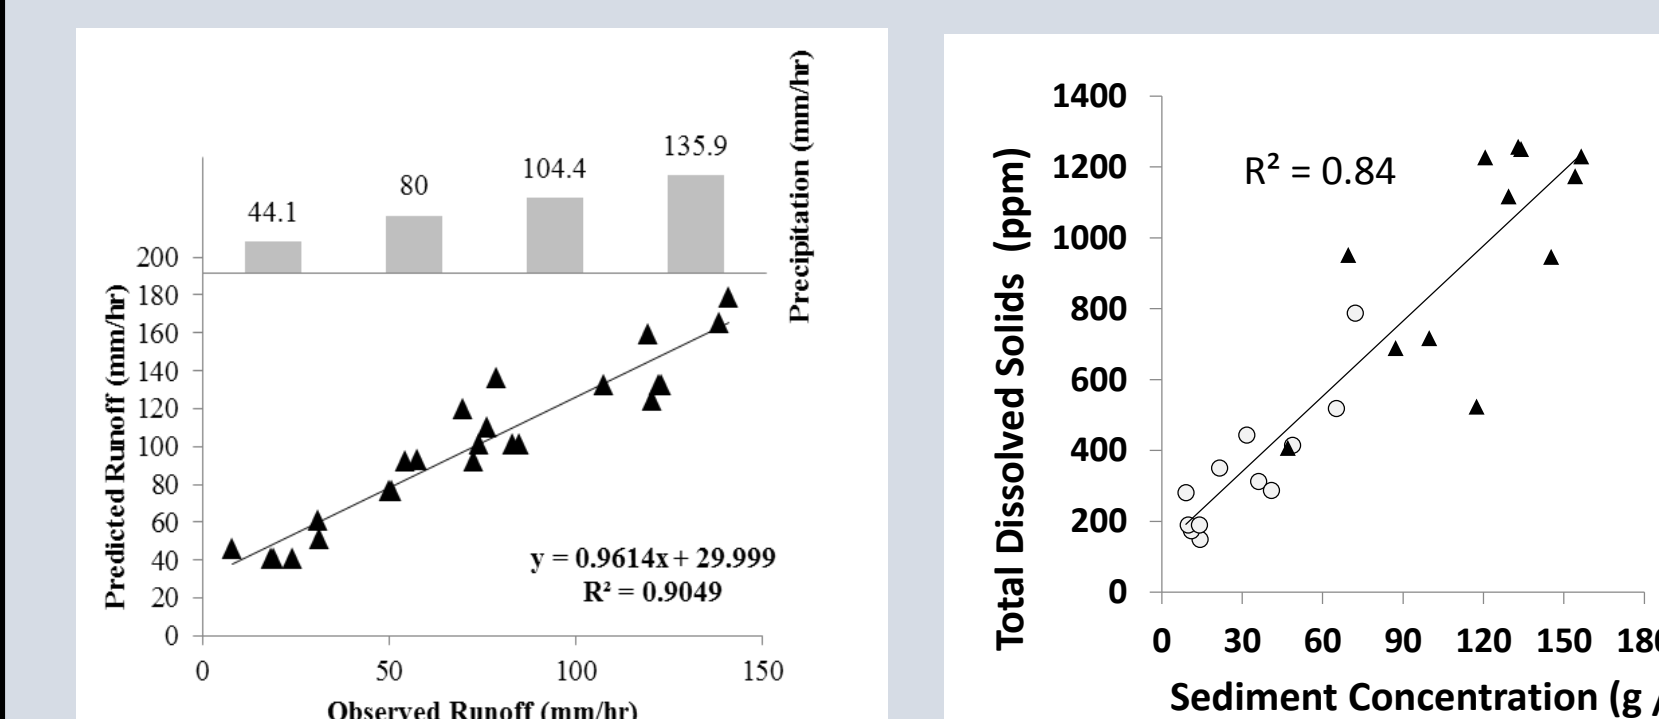 Precipitation (mm/hr)
135.9
104.4
80
44.1
200
180
160
140
120
100
80
60
40
20
0
Predicted Runoff (mm/hr)
y = 0.9614x + 29.999
R² = 0.9049
0 50 100 150
Observed Runoff (mm/hr)
1400
1200
1000
800
600
400
200
0
Total Dissolved Solids (ppm)
R² = 0.84
0 30 60 90 120 150 180
Sediment Concentration (g /